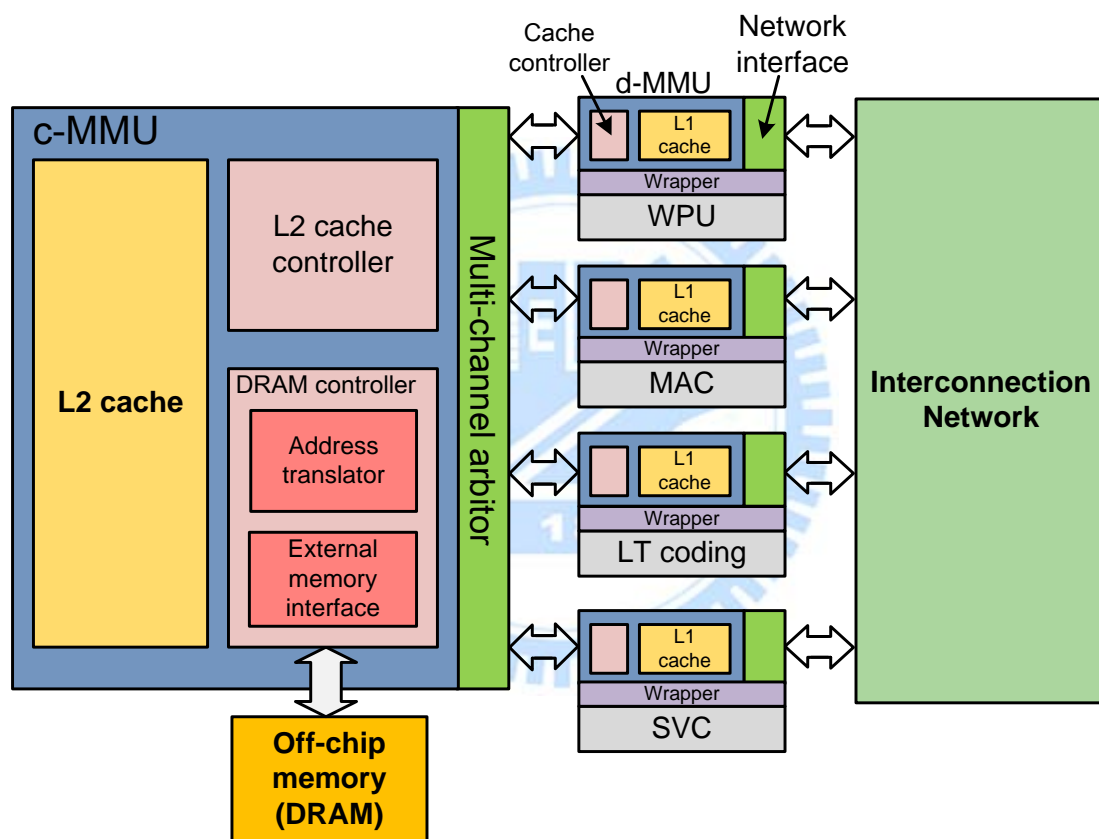 Cache
controller
Network
interface
d-MMU
c-MMU
L2 cache
L2 cache
controller
DRAM controller
Address
translator
External
memory
interface
Multi-channel arbitor
Off-chip
memory
(DRAM)
L1
cache
Wrapper
WPU
L1
cache
Wrapper
MAC
L1
cache
Wrapper
LT coding
L1
cache
Wrapper
SVC
Interconnection
Network